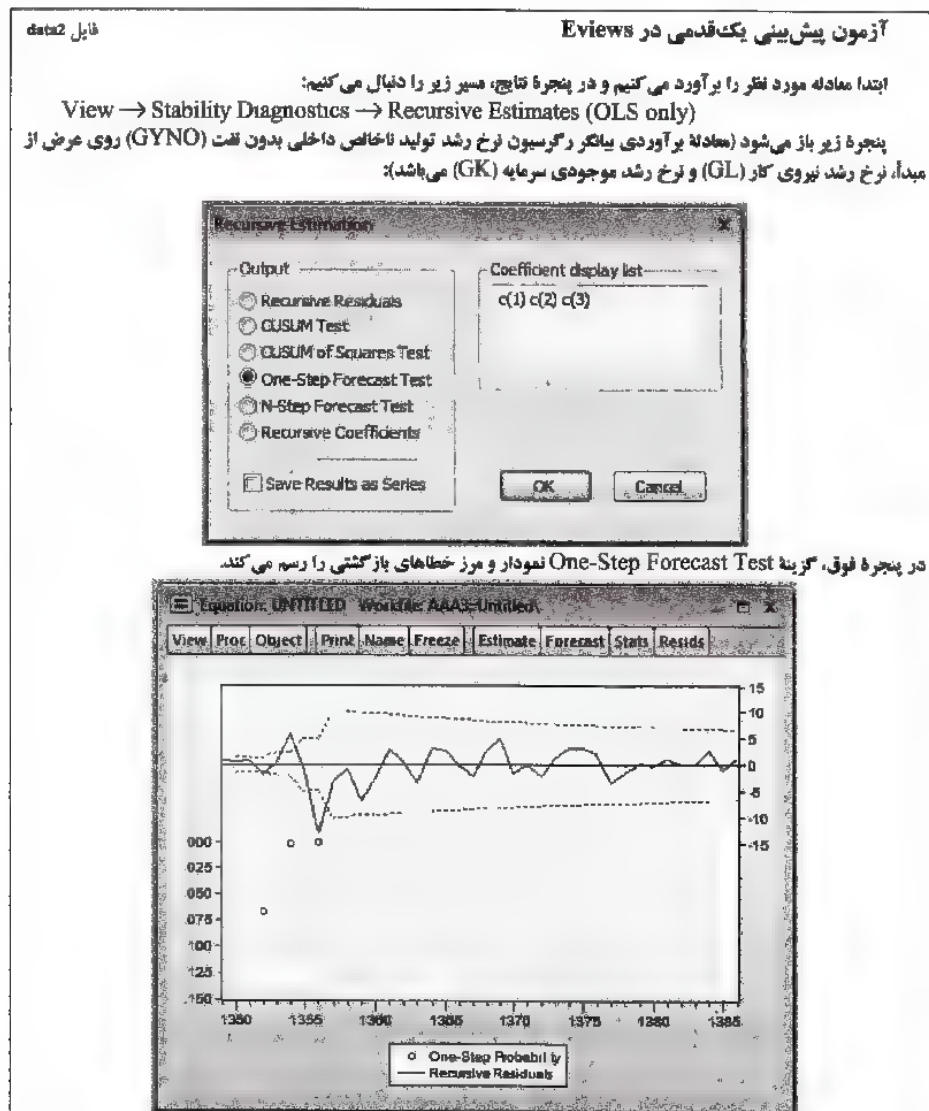 آزمون پیش‌بینی یک‌قدمی در Eviews
فایل data2
ابتدا معادله مورد نظر را برآورد می‌کنیم و در پنجرهٔ نتایج، مسیر زیر را دنبال می‌کنیم:
View → Stability Diagnostics → Recursive Estimates (OLS only)
پنجرهٔ زیر باز می‌شود (معادلهٔ برآوردی بیانگر رگرسیون نرخ رشد تولید ناخالص داخلی بدون نفت (GYNO) روی عرض از
مبدأ، نرخ رشد نیروی کار (GL) و نرخ رشد موجودی سرمایه (GK) می‌باشد):
Recursive Estimation
Output
Recursive Residuals
CUSUM Test
CUSUM of Squares Test
One-Step Forecast Test
N-Step Forecast Test
Recursive Coefficients
Save Results as Series
Coefficient display list
c(1) c(2) c(3)
OK
Cancel
در پنجرهٔ فوق، گزینهٔ One-Step Forecast Test نمودار و مرز خطاهای بازگشتی را رسم می‌کند.
Equation: UNTITLED Workfile: AAA3::Untitled\
View Proc Object Print Name Freeze Estimate Forecast Stats Resids
15
10
5
0
-5
-10
-15
.000
.025
.050
.075
.100
.125
.150
1350 1355 1360 1365 1370 1375 1380 1385
One-Step Probability
Recursive Residuals